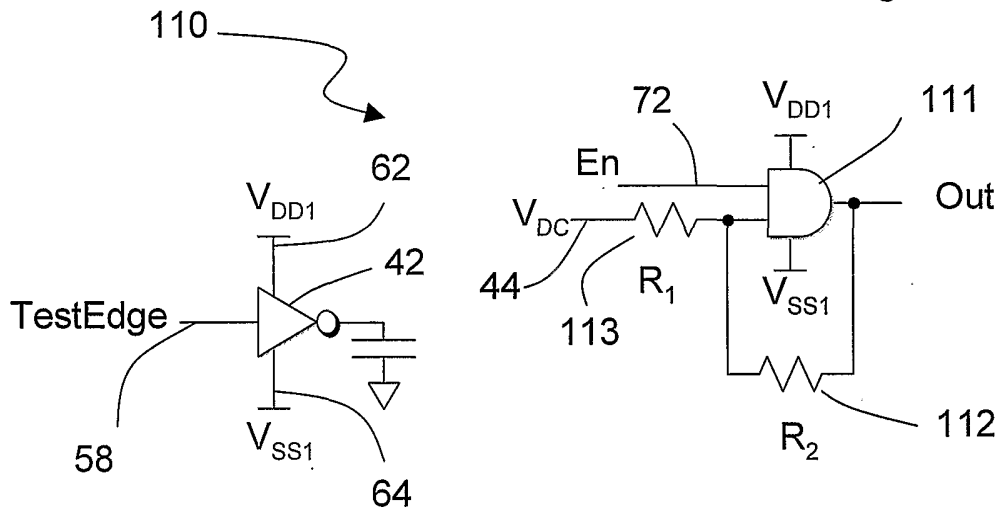 110
72
V_DD1
111
En
62
V_DD1
V_DC
Out
42
44
R_1
V_SS1
TestEdge
113
58
V_SS1
64
R_2
112